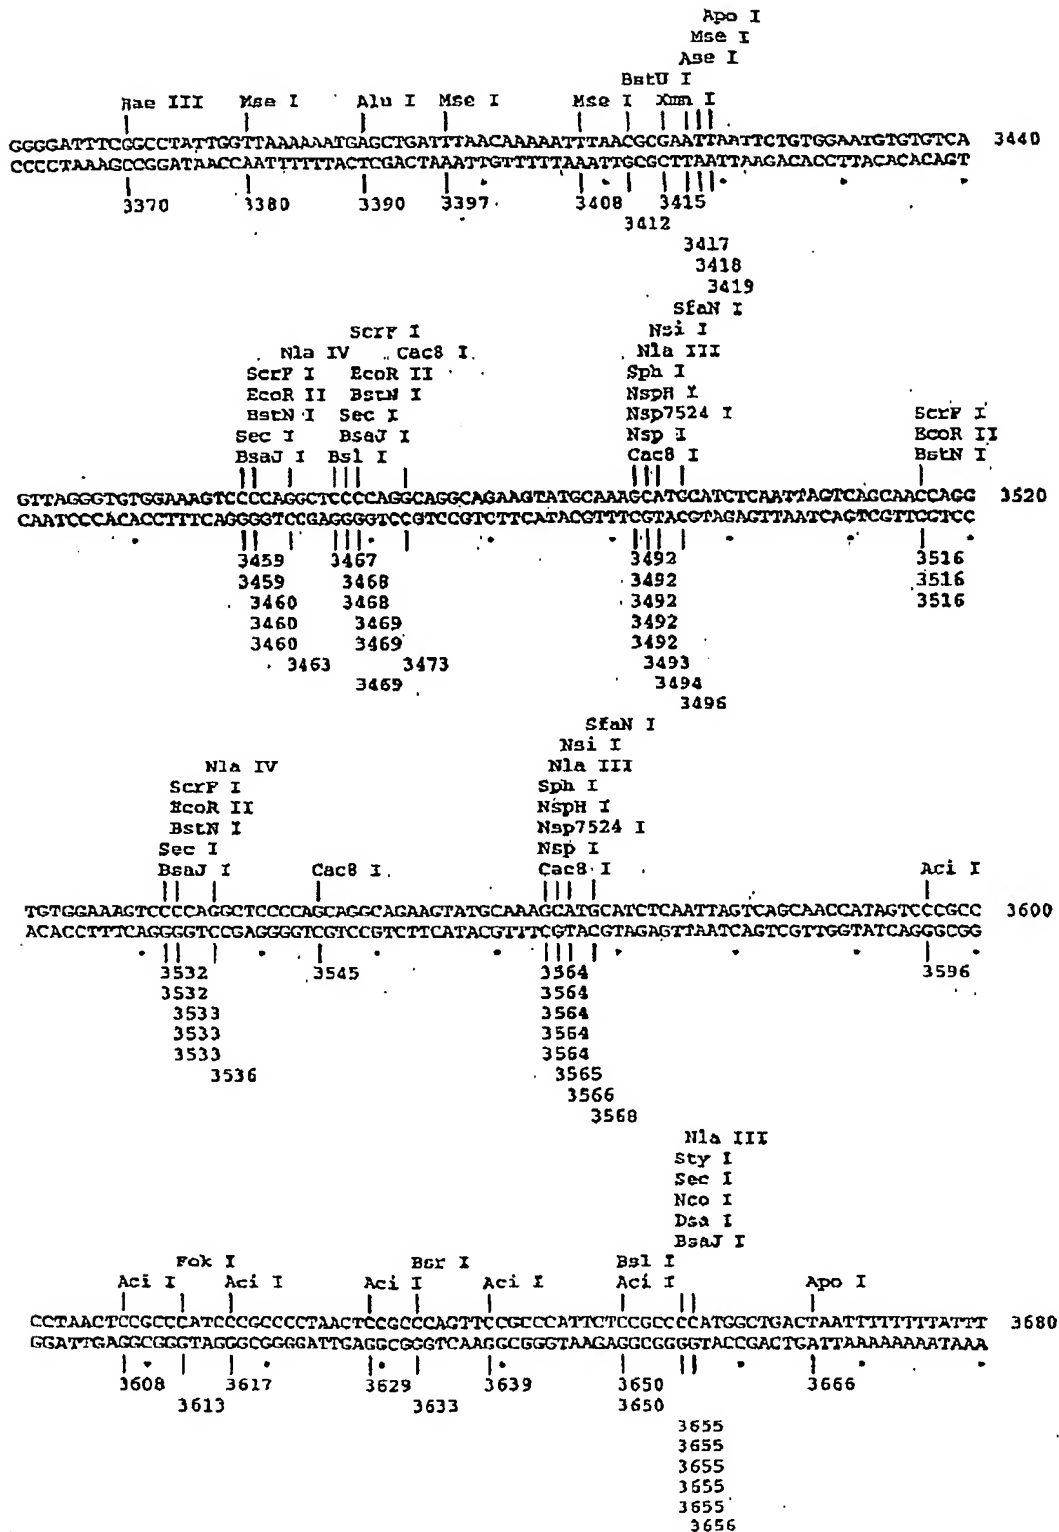 Apo I
Mse I
Ase I
BstU I
Hae III Mse I Alu I Mse I Mse I Xmn I
GGGGATTTCGGCCTATTGGTTAAAAAATGAGCTGATTTAACAAAAATTTAACGCGAATTAATTCTGTGGAATGTGTGTCA 3440
CCCCTAAAGCCGGATAACCAATTTTTTACTCGACTAAATTGTTTTTAAATTGCGCTTAATTAAGACACCTTACACACAGT
3370 3380 3390 3397 3408 3415
3412
3417
3418
3419
SfaN I
ScrF I Nsi I
Nla IV Cac8 I Nla III
ScrF I EcoR II Sph I
EcoR II BstN I NspH I
BstN I Sec I Nsp7524 I ScrF I
Sec I BsaJ I Nsp I EcoR II
BsaJ I Bsl I Cac8 I BstN I
GTTAGGGTGTGGAAAGTCCCCAGGCTCCCCAGGCAGGCAGAAGTATGCAAAGCATGCATCTCAATTAGTCAGCAACCAGG 3520
CAATCCCACACCTTTCAGGGGTCCGAGGGGTCCGTCCGTCTTCATACGTTTCGTACGTAGAGTTAATCAGTCGTTGGTCC
3459 3467 3492 3516
3459 3468 3492 3516
3460 3468 3492 3516
3460 3469 3492
3460 3469 3492
3463 3473 3493
3469 3494
3496
SfaN I
Nsi I
Nla IV Nla III
ScrF I Sph I
EcoR II NspH I
BstN I Nsp7524 I
Sec I Nsp I
BsaJ I Cac8 I Cac8 I Aci I
TGTGGAAAGTCCCCAGGCTCCCCAGCAGGCAGAAGTATGCAAAGCATGCATCTCAATTAGTCAGCAACCATAGTCCCGCC 3600
ACACCTTTCAGGGGTCCGAGGGGTCGTCCGTCTTCATACGTTTCGTACGTAGAGTTAATCAGTCGTTGGTATCAGGGCGG
3532 3545 3564 3596
3532 3564
3533 3564
3533 3564
3533 3564
3536 3565
3566
3568
Nla III
Sty I
Sec I
Nco I
Dsa I
BsaJ I
Fok I Bsr I Bsl I
Aci I Aci I Aci I Aci I Aci I Apo I
CCTAACTCCGCCCATCCCGCCCCTAACTCCGCCCAGTTCCGCCCATTCTCCGCCCCATGGCTGACTAATTTTTTTTATTT 3680
GGATTGAGGCGGGTAGGGCGGGGATTGAGGCGGGTCAAGGCGGGTAAGAGGCGGGGTACCGACTGATTAAAAAAAATAAA
3608 3617 3629 3639 3650 3666
3613 3633 3650
3655
3655
3655
3655
3655
3656